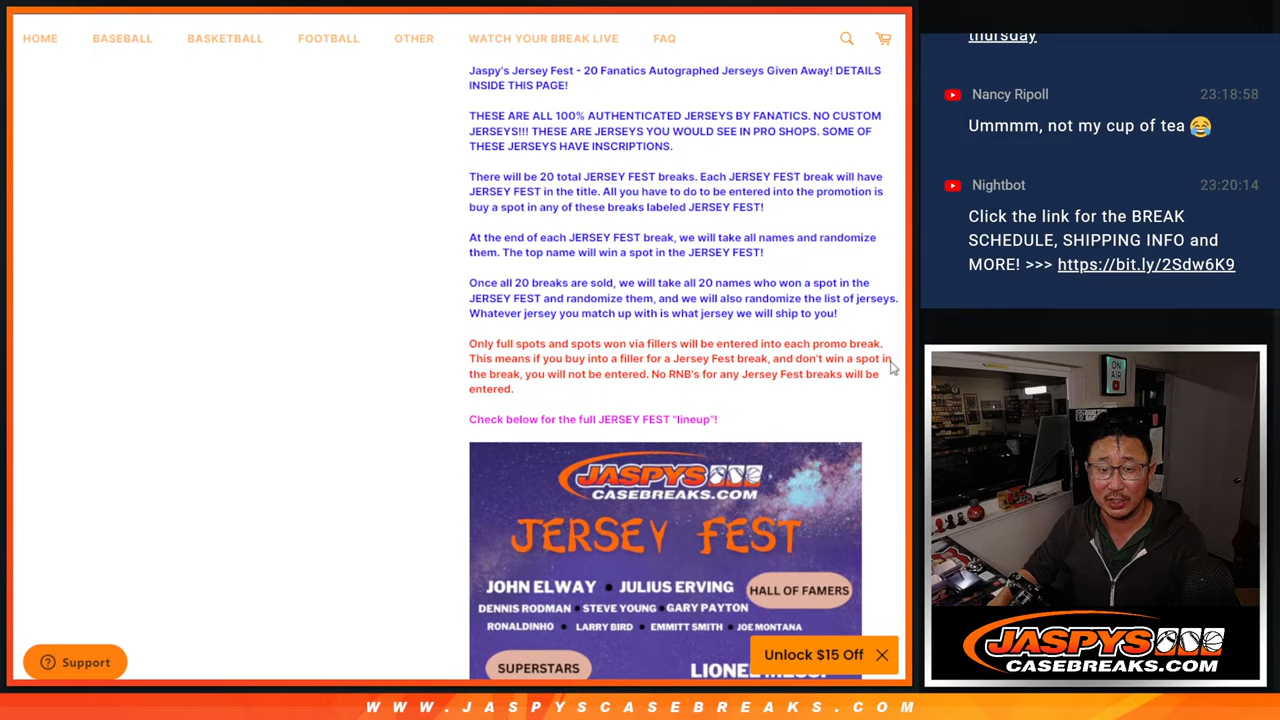 HOME BASEBALL BASKETBALL FOOTBALL OTHER WATCH YOUR BREAK LIVE FAQ
Jaspy's Jersey Fest - 20 Fanatics Autographed Jerseys Given Away! DETAILS
INSIDE THIS PAGE!
THESE ARE ALL 100% AUTHENTICATED JERSEYS BY FANATICS. NO CUSTOM
JERSEYS!!! THESE ARE JERSEYS YOU WOULD SEE IN PRO SHOPS. SOME OF
THESE JERSEYS HAVE INSCRIPTIONS.
There will be 20 total JERSEY FEST breaks. Each JERSEY FEST break will have
JERSEY FEST in the title. All you have to do to be entered into the promotion is
buy a spot in any of these breaks labeled JERSEY FEST!
At the end of each JERSEY FEST break, we will take all names and randomize
them. The top name will win a spot in the JERSEY FEST!
Once all 20 breaks are sold, we will take all 20 names who won a spot in the
JERSEY FEST and randomize them, and we will also randomize the list of jerseys.
Whatever jersey you match up with is what jersey we will ship to you!
Only full spots and spots won via fillers will be entered into each promo break.
This means if you buy into a filler for a Jersey Fest break, and don't win a spot in
the break, you will not be entered. No RNB's for any Jersey Fest breaks will be
entered.
Check below for the full JERSEY FEST "lineup"!
JASPYS
CASEBREAKS.COM
JERSEY FEST
JOHN ELWAY • JULIUS ERVING
HALL OF FAMERS
DENNIS RODMAN • STEVE YOUNG • GARY PAYTON
RONALDINHO • LARRY BIRD • EMMITT SMITH • JOE MONTANA
SUPERSTARS
LIONEL MESSI
Support
Unlock $15 Off
thursday
Nancy Ripoll 23:18:58
Ummmm, not my cup of tea 😂
Nightbot 23:20:14
Click the link for the BREAK
SCHEDULE, SHIPPING INFO and
MORE! >>> https://bit.ly/2Sdw6K9
ON
AIR
JASPYS
CASEBREAKS.COM
WWW.JASPYSCASEBREAKS.COM